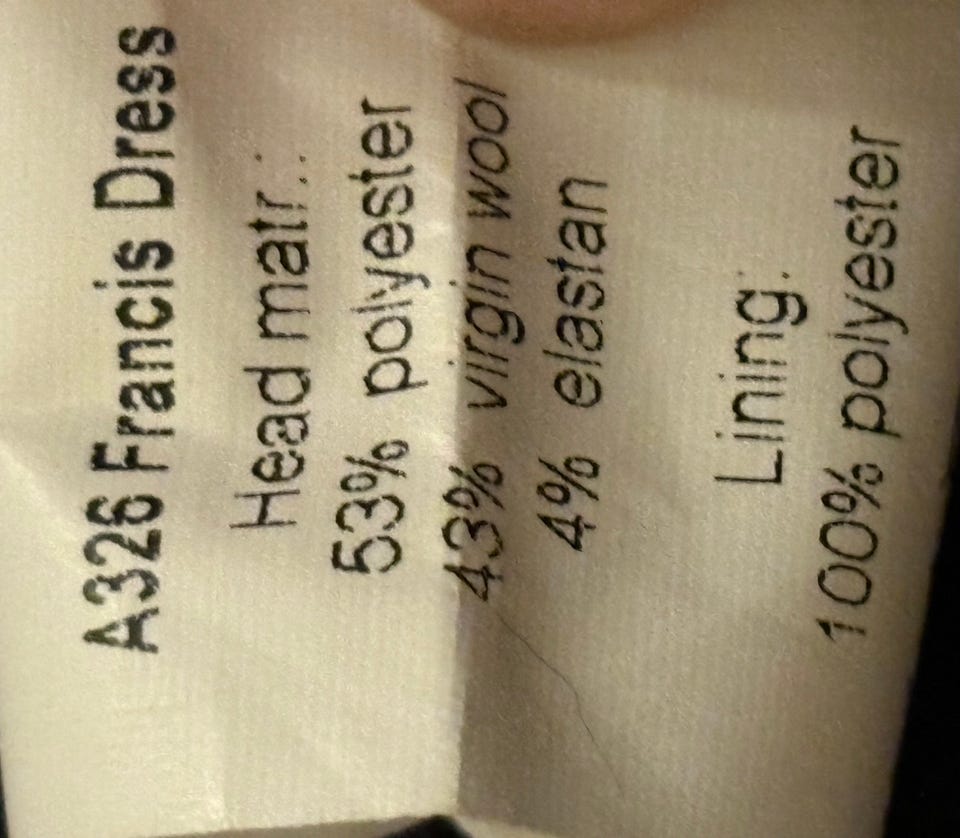 A326 Francis Dress
Head matr.:
53% polyester
43% virgin wool
4% elastan
Lining:
100% polyester